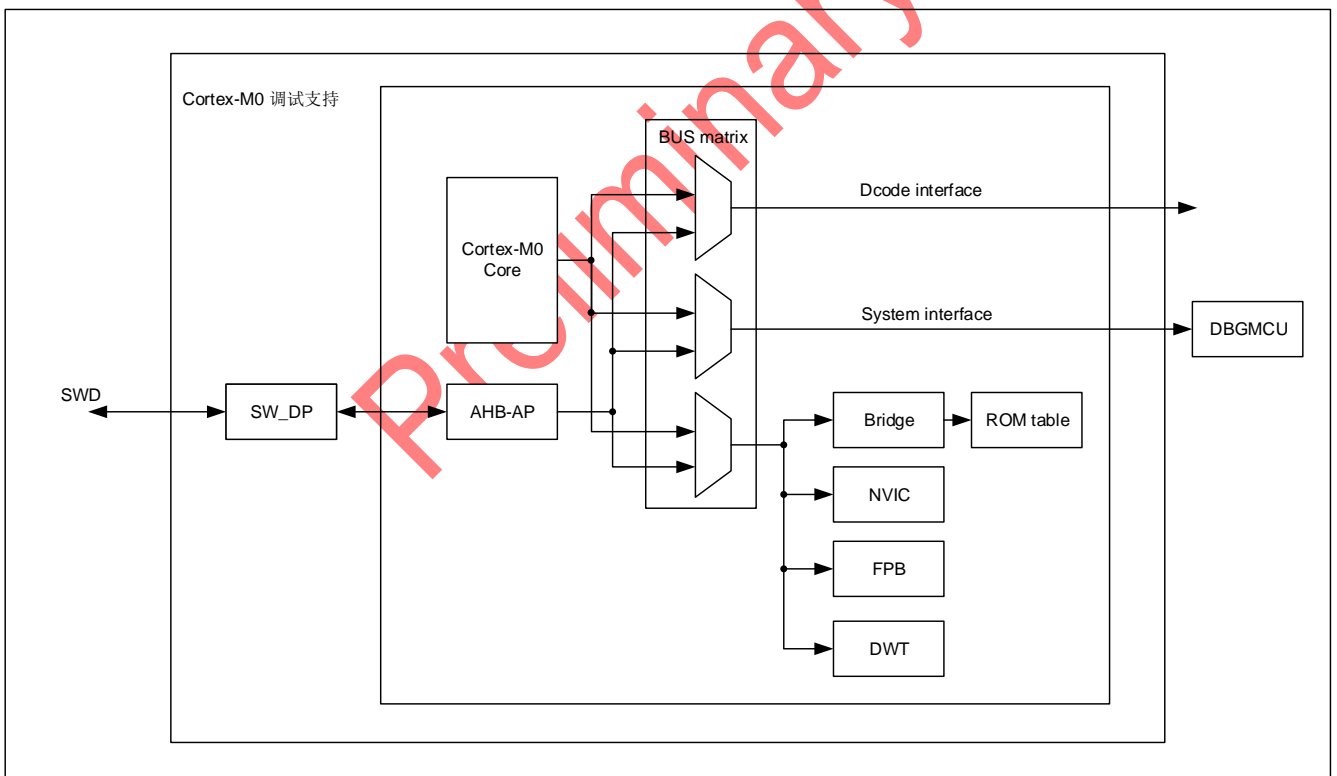 Preliminary
Cortex-M0 调试支持
BUS matrix
Dcode interface
Cortex-M0
Core
System interface
DBGMCU
SWD
SW_DP
AHB-AP
Bridge
ROM table
NVIC
FPB
DWT